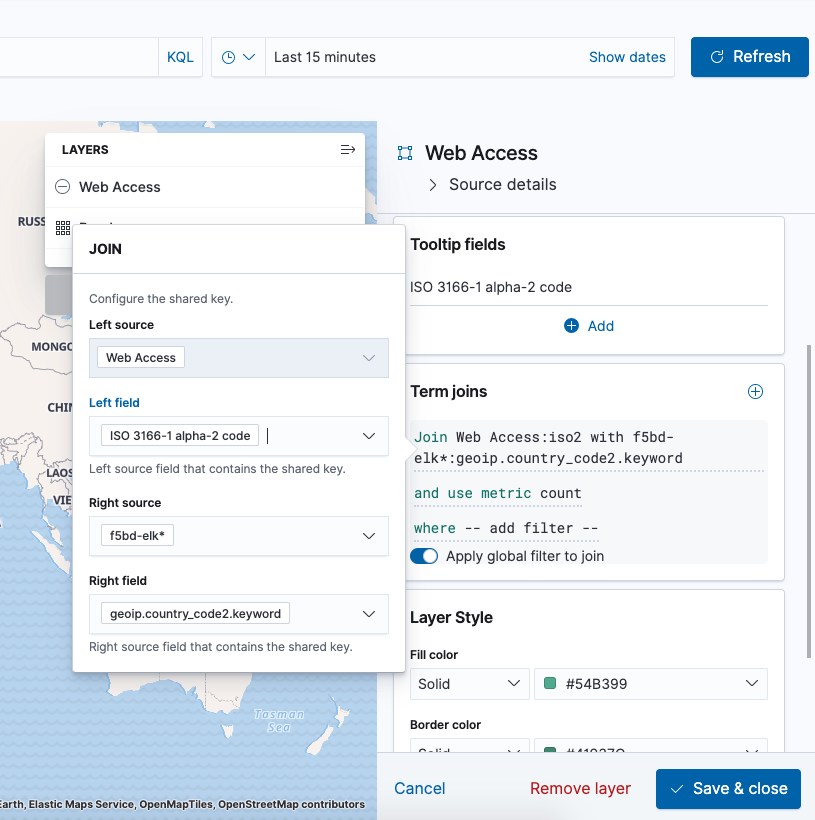 KQL
Last 15 minutes
Show dates
Refresh
LAYERS
Web Access
RUSS
MONGO
CHIN
LAOS
VIE
Tasman
Sea
Earth, Elastic Maps Service, OpenMapTiles, OpenStreetMap contributors
JOIN
Configure the shared key.
Left source
Web Access
Left field
ISO 3166-1 alpha-2 code
Left source field that contains the shared key.
Right source
f5bd-elk*
Right field
geoip.country_code2.keyword
Right source field that contains the shared key.
Web Access
Source details
Tooltip fields
ISO 3166-1 alpha-2 code
Add
Term joins
Join Web Access:iso2 with f5bd-
elk*:geoip.country_code2.keyword
and use metric count
where -- add filter --
Apply global filter to join
Layer Style
Fill color
Solid
#54B399
Border color
Solid
Cancel
Remove layer
Save & close